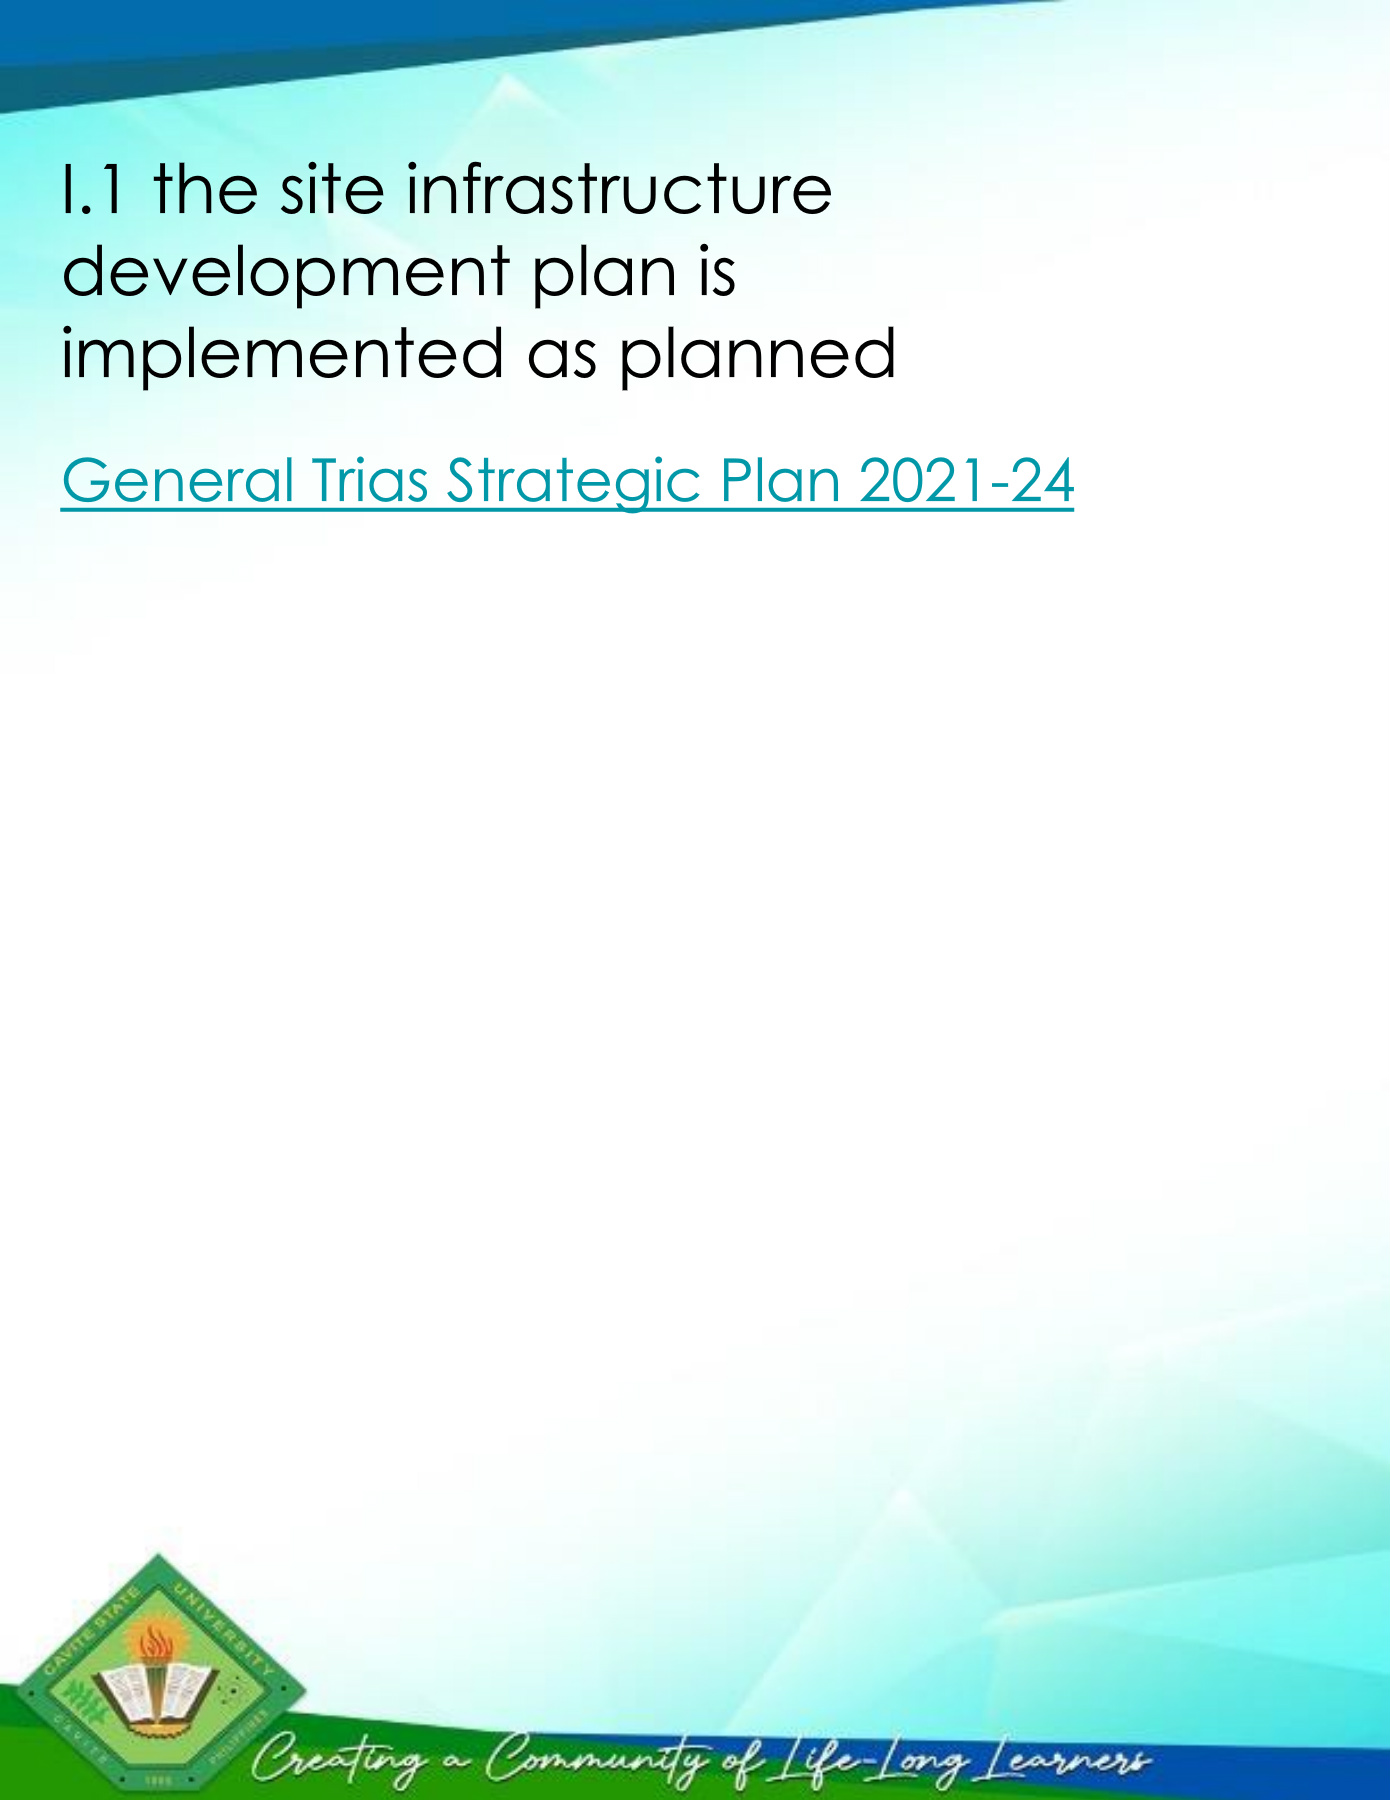 I.1 the site infrastructure
development plan is
implemented as planned
General Trias Strategic Plan 2021-24
CAVITE STATE UNIVERSITY
CAVITE PHILIPPINES
1906
Creating a Community of Life-Long Learners